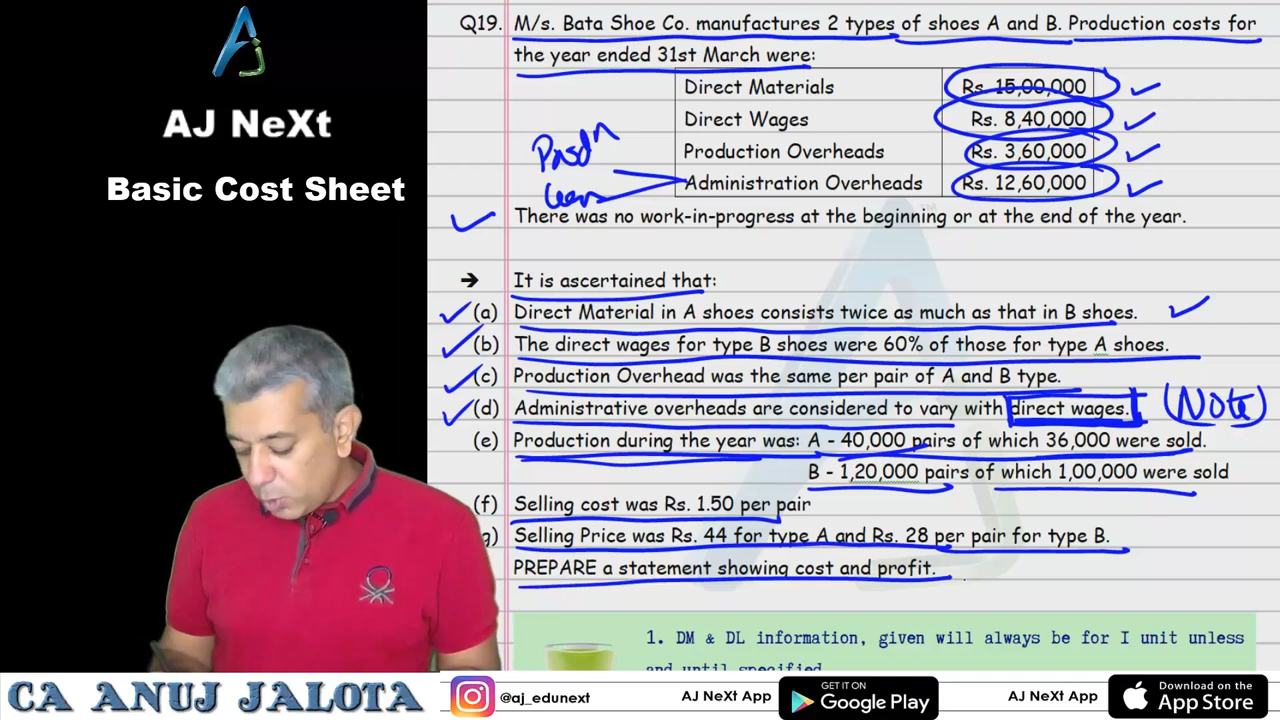 AJ NeXt
Basic Cost Sheet
Q19. M/s. Bata Shoe Co. manufactures 2 types of shoes A and B. Production costs for
the year ended 31st March were:
Direct Materials Rs. 15,00,000
Direct Wages Rs. 8,40,000
Production Overheads Rs. 3,60,000
Administration Overheads Rs. 12,60,000
There was no work-in-progress at the beginning or at the end of the year.
➔ It is ascertained that:
(a) Direct Material in A shoes consists twice as much as that in B shoes.
(b) The direct wages for type B shoes were 60% of those for type A shoes.
(c) Production Overhead was the same per pair of A and B type.
(d) Administrative overheads are considered to vary with direct wages. (Note)
(e) Production during the year was: A - 40,000 pairs of which 36,000 were sold.
B - 1,20,000 pairs of which 1,00,000 were sold
(f) Selling cost was Rs. 1.50 per pair
g) Selling Price was Rs. 44 for type A and Rs. 28 per pair for type B.
PREPARE a statement showing cost and profit.
1. DM & DL information, given will always be for I unit unless
and until specified
CA ANUJ JALOTA
@aj_edunext
AJ NeXt App
GET IT ON
Google Play
AJ NeXt App
Download on the
App Store